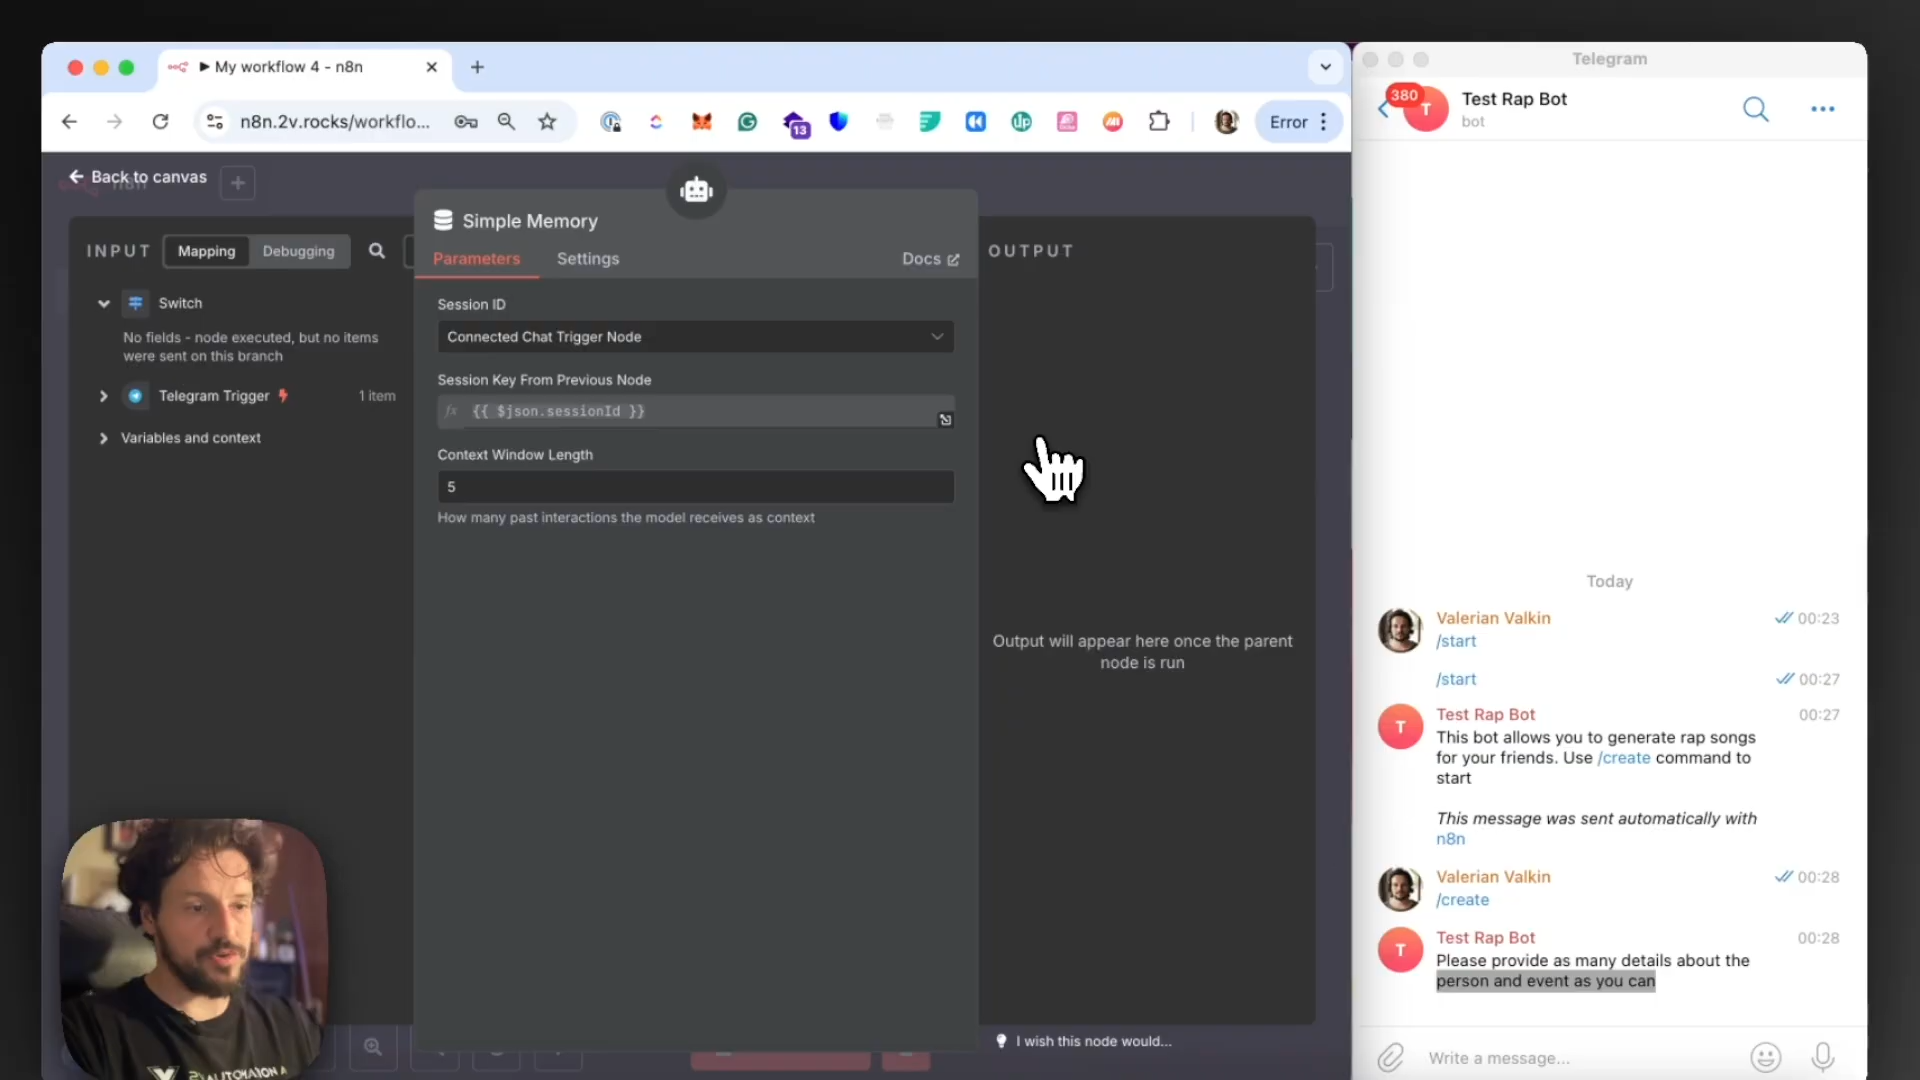 My workflow 4 - n8n
Telegram
n8n.2v.rocks/workflo...
13
Error
380
T
Test Rap Bot
bot
Back to canvas
Simple Memory
INPUT
Mapping
Debugging
Parameters
Settings
Docs
OUTPUT
Switch
No fields - node executed, but no items
were sent on this branch
Telegram Trigger
1 item
Variables and context
Session ID
Connected Chat Trigger Node
Session Key From Previous Node
fx {{ $json.sessionId }}
Context Window Length
5
How many past interactions the model receives as context
Output will appear here once the parent
node is run
I wish this node would...
Today
Valerian Valkin
00:23
/start
/start
00:27
T
Test Rap Bot
00:27
This bot allows you to generate rap songs
for your friends. Use /create command to
start
This message was sent automatically with
n8n
Valerian Valkin
00:28
/create
T
Test Rap Bot
00:28
Please provide as many details about the
person and event as you can
Write a message...